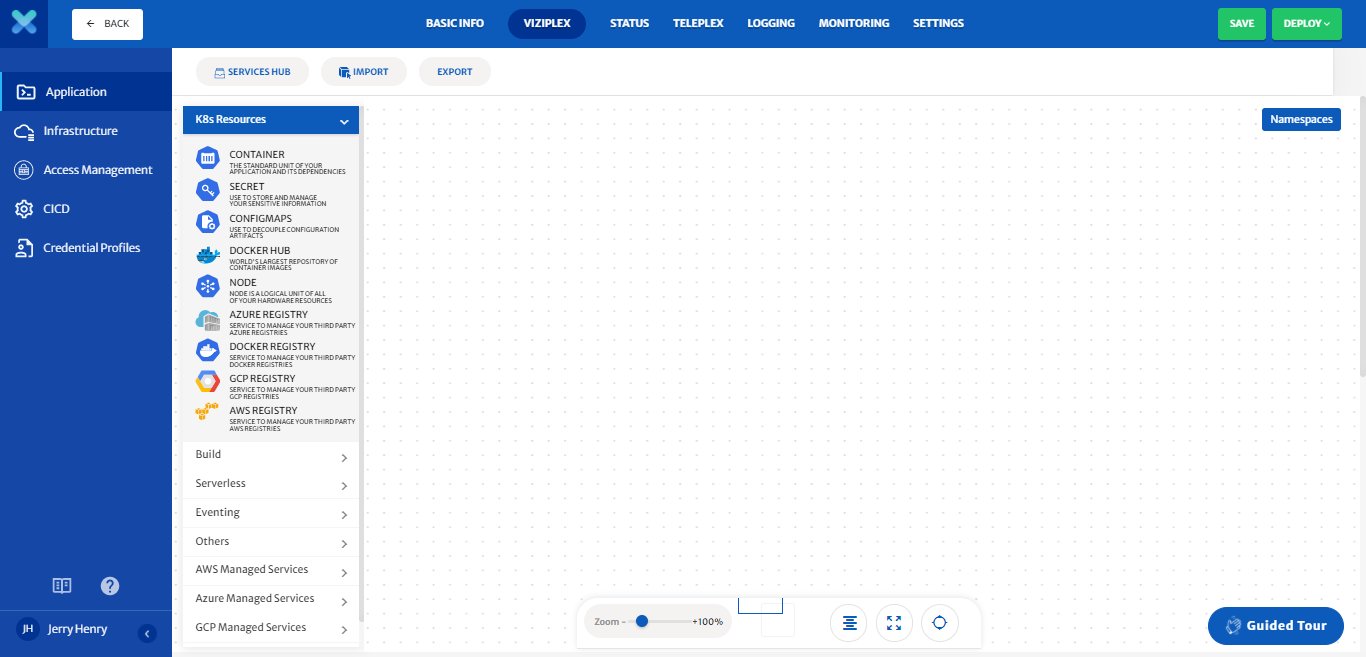 BACK
BASIC INFO
VIZIPLEX
STATUS
TELEPLEX
LOGGING
MONITORING
SETTINGS
SAVE
DEPLOY
Application
Infrastructure
Access Management
CICD
Credential Profiles
JH
Jerry Henry
SERVICES HUB
IMPORT
EXPORT
K8s Resources
CONTAINER
THE STANDARD UNIT OF YOUR
APPLICATION AND ITS DEPENDENCIES
SECRET
USE TO STORE AND MANAGE
YOUR SENSITIVE INFORMATION
CONFIGMAPS
USE TO DECOUPLE CONFIGURATION
ARTIFACTS
DOCKER HUB
WORLD'S LARGEST REPOSITORY OF
CONTAINER IMAGES
NODE
NODE IS A LOGICAL UNIT OF ALL
OF YOUR HARDWARE RESOURCES
AZURE REGISTRY
SERVICE TO MANAGE YOUR THIRD PARTY
AZURE REGISTRIES
DOCKER REGISTRY
SERVICE TO MANAGE YOUR THIRD PARTY
DOCKER REGISTRIES
GCP REGISTRY
SERVICE TO MANAGE YOUR THIRD PARTY
GCP REGISTRIES
AWS REGISTRY
SERVICE TO MANAGE YOUR THIRD PARTY
AWS REGISTRIES
Build
Serverless
Eventing
Others
AWS Managed Services
Azure Managed Services
GCP Managed Services
Namespaces
Zoom - +100%
Guided Tour